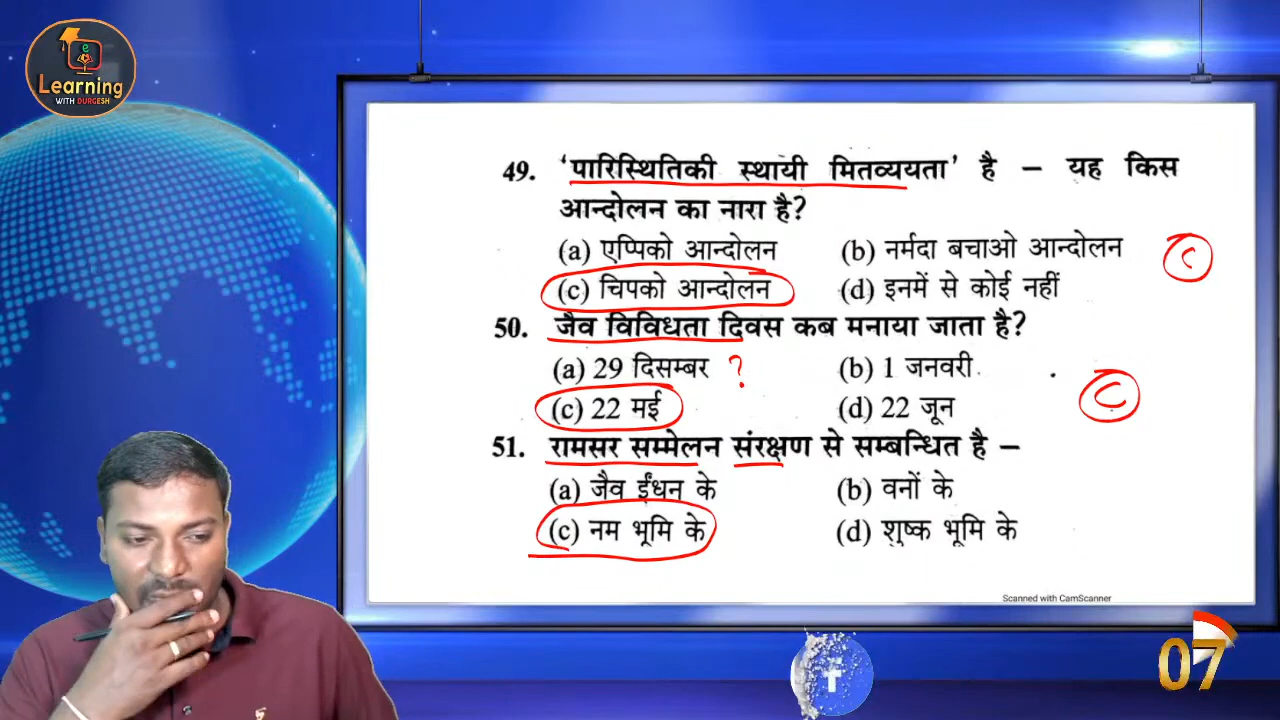 e
Learning
WITH DURGESH
49. 'पारिस्थितिकी स्थायी मितव्ययता' है – यह किस
आन्दोलन का नारा है?
(a) एप्पिको आन्दोलन (b) नर्मदा बचाओ आन्दोलन
(c) चिपको आन्दोलन (d) इनमें से कोई नहीं
C
50. जैव विविधता दिवस कब मनाया जाता है?
(a) 29 दिसम्बर ? (b) 1 जनवरी
(c) 22 मई (d) 22 जून
C
51. रामसर सम्मेलन संरक्षण से सम्बन्धित है –
(a) जैव ईंधन के (b) वनों के
(c) नम भूमि के (d) शुष्क भूमि के
Scanned with CamScanner
07
f